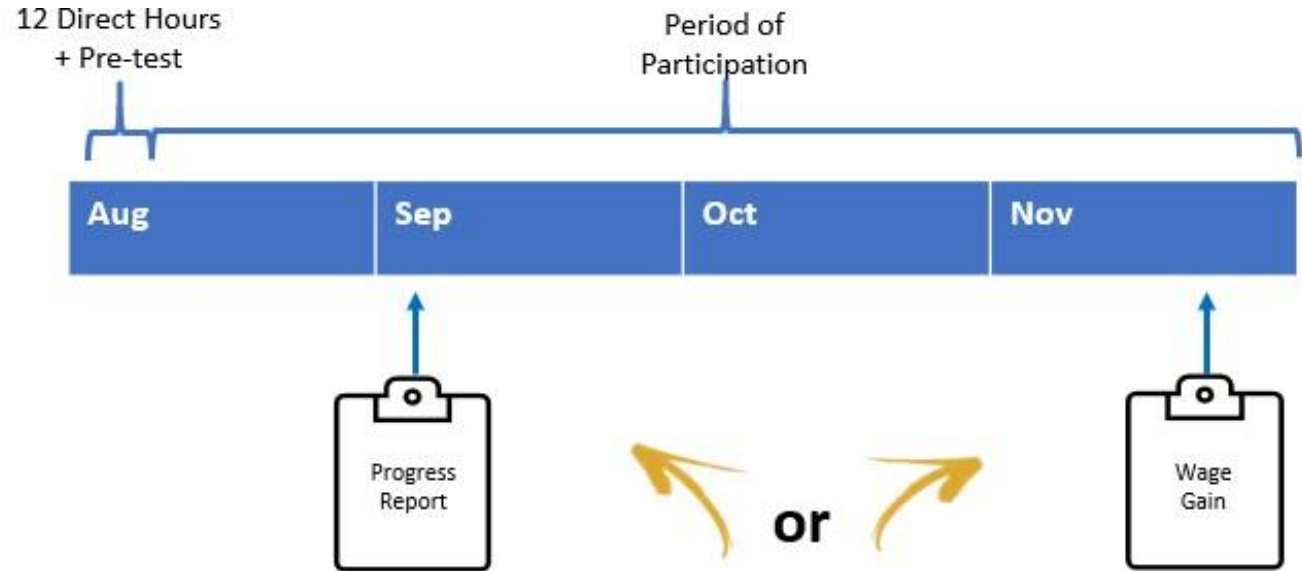 12 Direct Hours
+ Pre-test
Period of
Participation
Aug
Sep
Oct
Nov
Progress
Report
or
Wage
Gain